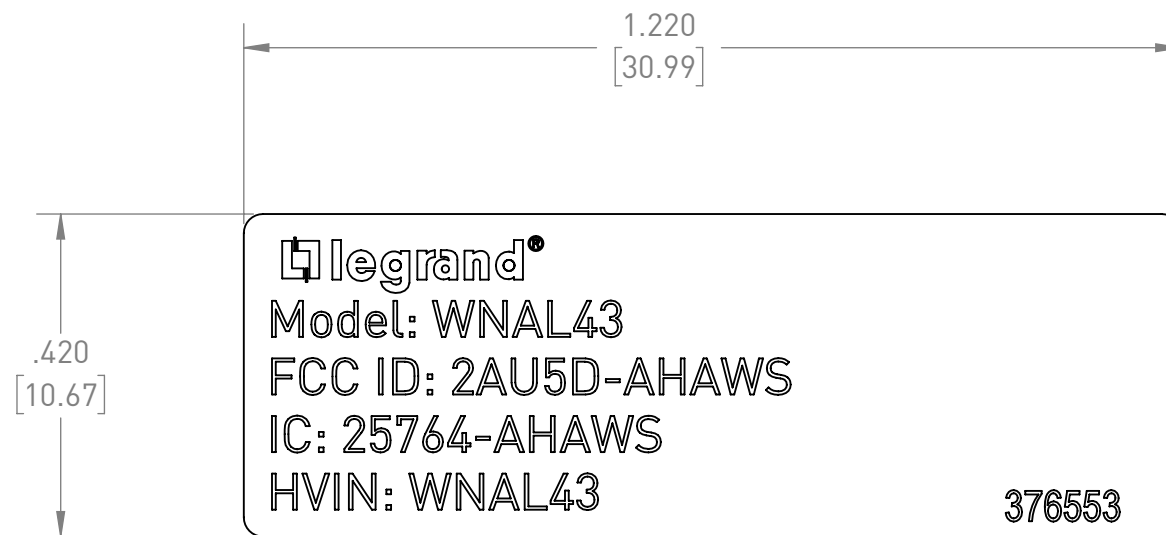 1.220
[30.99]
.420
[10.67]
legrand®
Model: WNAL43
FCC ID: 2AU5D-AHAWS
IC: 25764-AHAWS
HVIN: WNAL43
376553